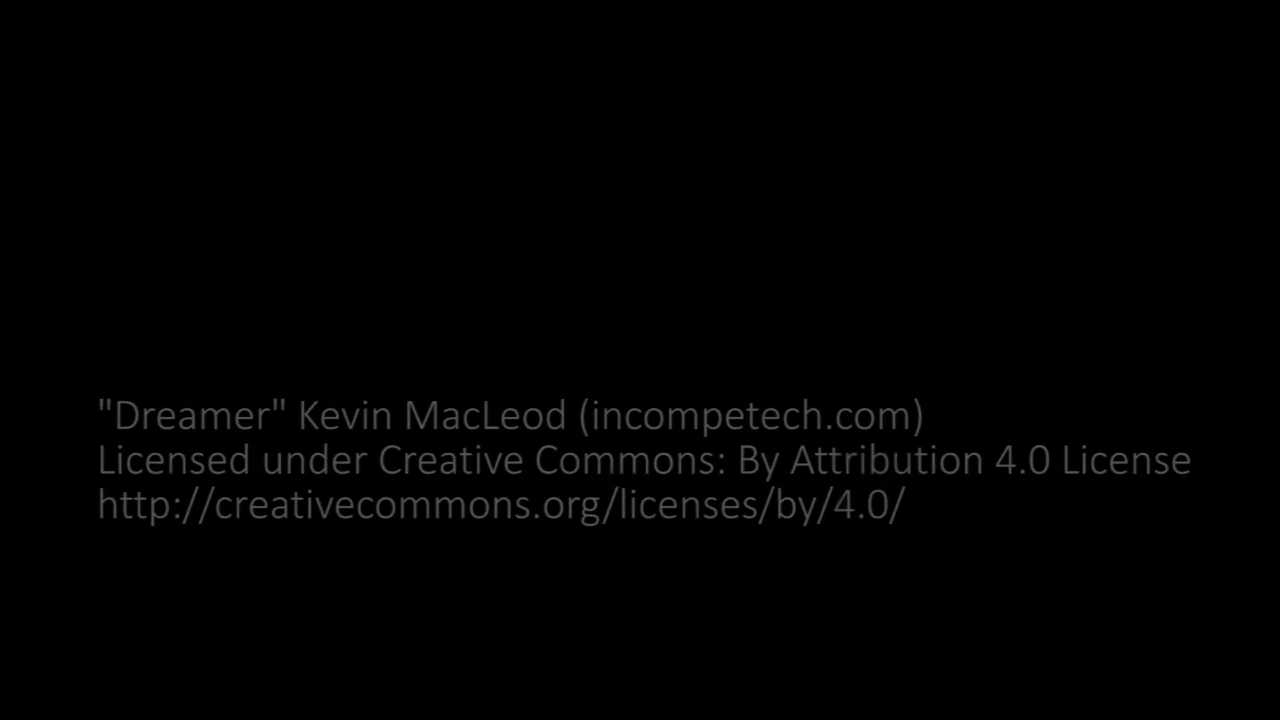 "Dreamer" Kevin MacLeod (incompetech.com)
Licensed under Creative Commons: By Attribution 4.0 License
http://creativecommons.org/licenses/by/4.0/